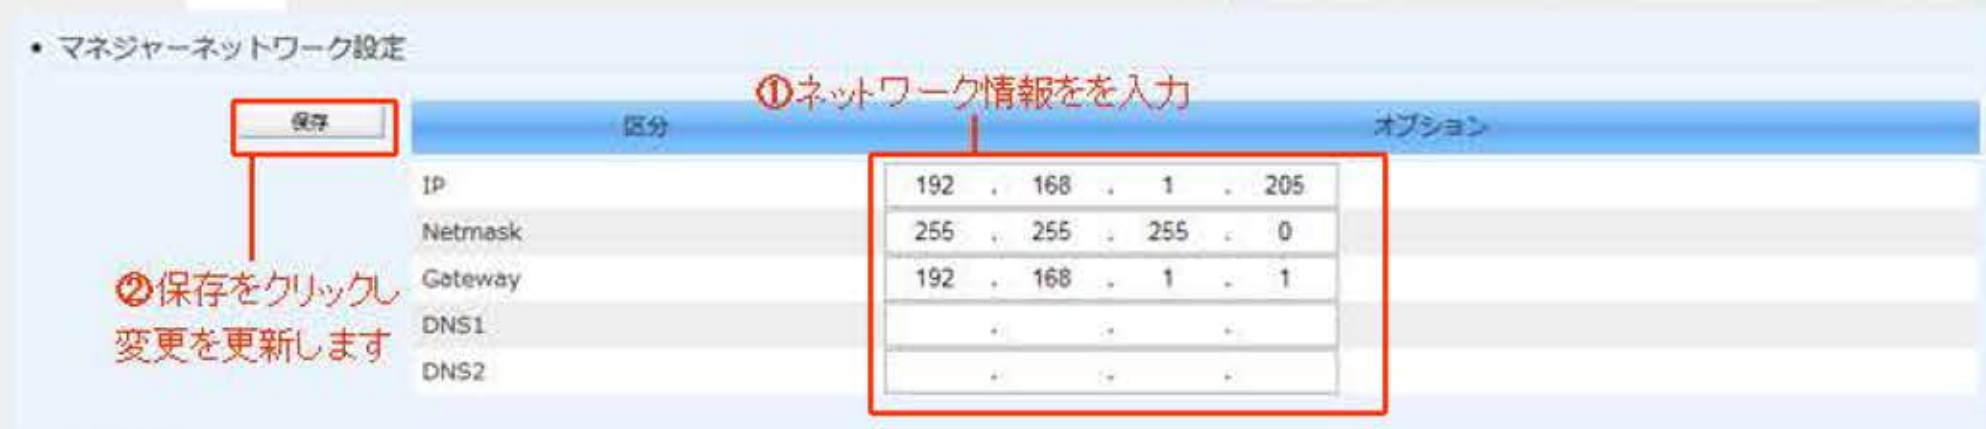 • マネジャーネットワーク設定
①ネットワーク情報をを入力
保存 区分 オプション
IP 192 . 168 . 1 . 205
Netmask 255 . 255 . 255 . 0
Gateway 192 . 168 . 1 . 1
DNS1 . . .
DNS2 . . .
②保存をクリックし
変更を更新します